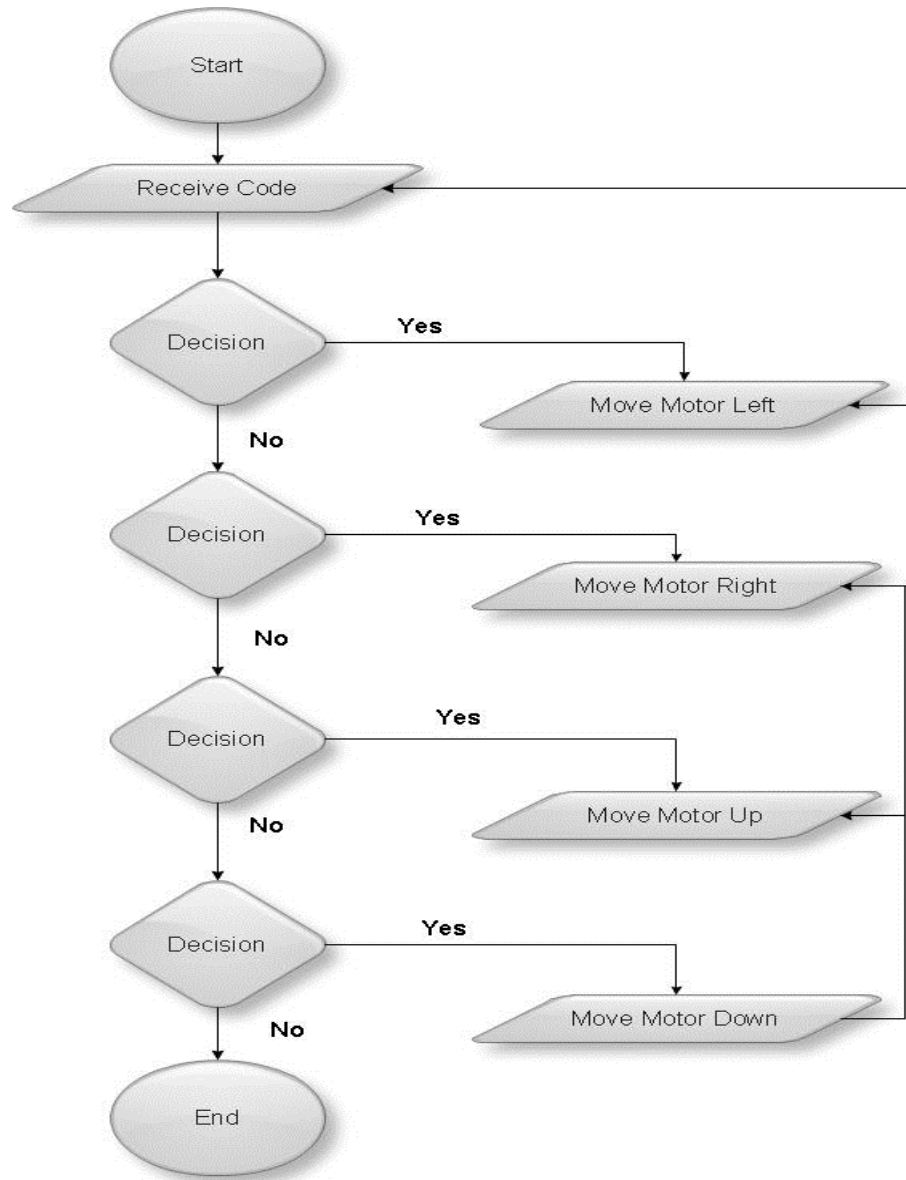 Start
Receive Code
Decision
Yes
Move Motor Left
No
Decision
Yes
Move Motor Right
No
Decision
Yes
Move Motor Up
No
Decision
Yes
Move Motor Down
No
End